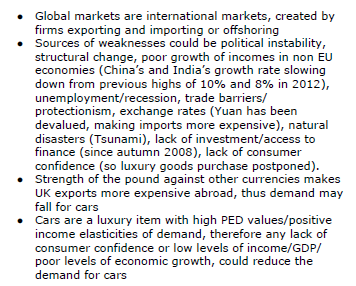 • Global markets are international markets, created by
firms exporting and importing or offshoring
• Sources of weaknesses could be political instability,
structural change, poor growth of incomes in non EU
economies (China's and India's growth rate slowing
down from previous highs of 10% and 8% in 2012),
unemployment/recession, trade barriers/
protectionism, exchange rates (Yuan has been
devalued, making imports more expensive), natural
disasters (Tsunami), lack of investment/access to
finance (since autumn 2008), lack of consumer
confidence (so luxury goods purchase postponed).
• Strength of the pound against other currencies makes
UK exports more expensive abroad, thus demand may
fall for cars
• Cars are a luxury item with high PED values/positive
income elasticities of demand, therefore any lack of
consumer confidence or low levels of income/GDP/
poor levels of economic growth, could reduce the
demand for cars